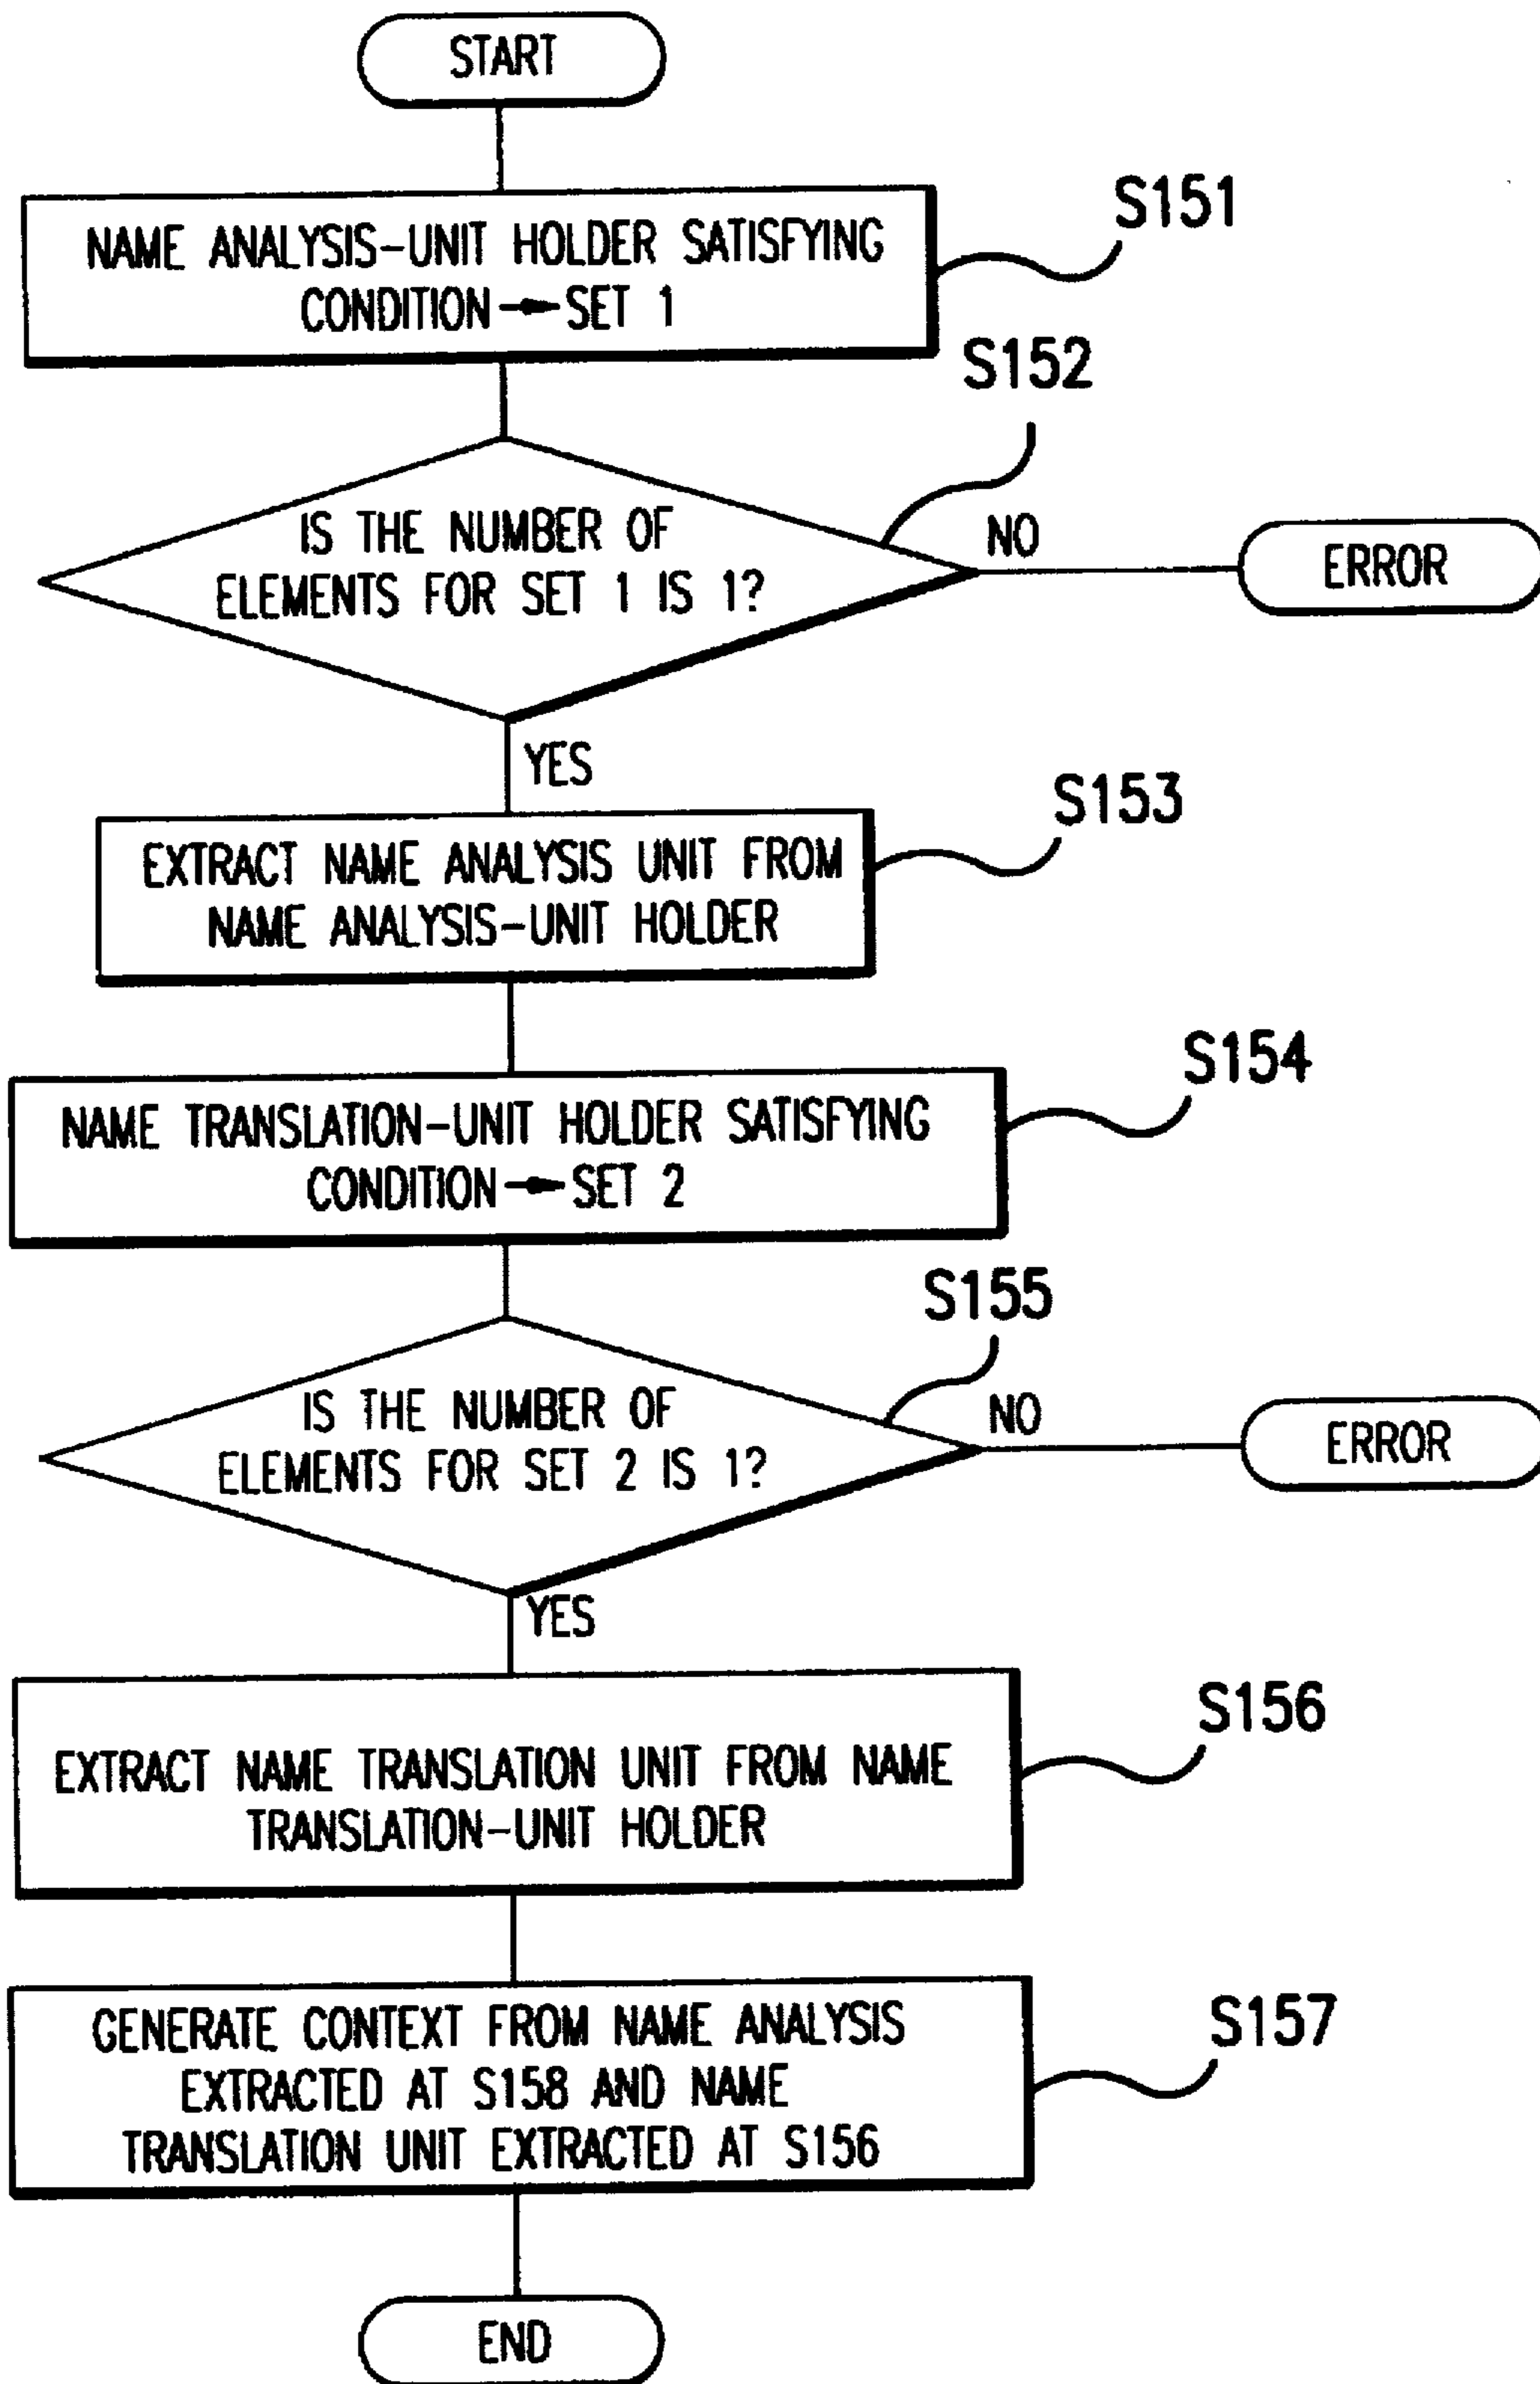 START
NAME ANALYSIS-UNIT HOLDER SATISFYING
CONDITION → SET 1
S151
IS THE NUMBER OF
ELEMENTS FOR SET 1 IS 1?
S152
NO
ERROR
YES
EXTRACT NAME ANALYSIS UNIT FROM
NAME ANALYSIS-UNIT HOLDER
S153
NAME TRANSLATION-UNIT HOLDER SATISFYING
CONDITION → SET 2
S154
IS THE NUMBER OF
ELEMENTS FOR SET 2 IS 1?
S155
NO
ERROR
YES
EXTRACT NAME TRANSLATION UNIT FROM NAME
TRANSLATION-UNIT HOLDER
S156
GENERATE CONTEXT FROM NAME ANALYSIS
EXTRACTED AT S158 AND NAME
TRANSLATION UNIT EXTRACTED AT S156
S157
END